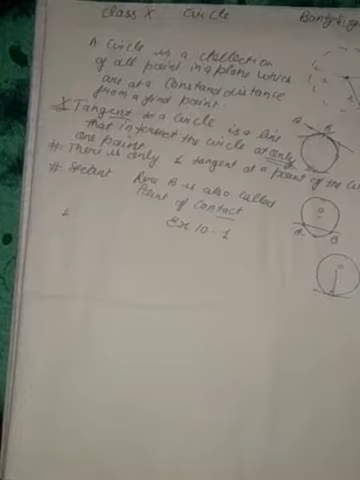 Class X Circle
A Circle is a Collection
of all point in a plane which
are at a Constand distance
from a fixed point.
Tangent to a Circle is a line
that intersect the circle at only
one point.
# There is only 1 tangent at a point of the
# Secant Here B is also called
Point of Contact
Ex 10-1
A B
A B